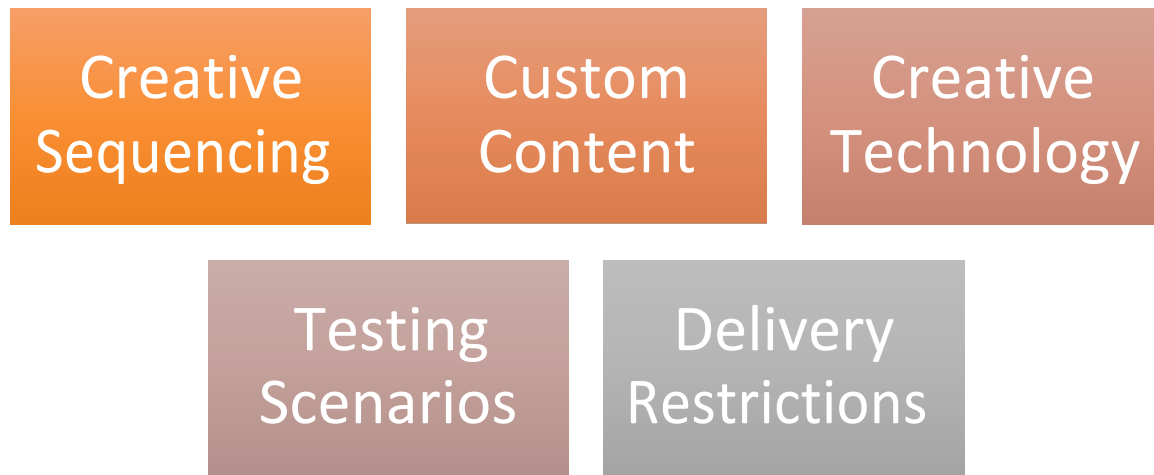 Creative
Sequencing
Custom
Content
Creative
Technology
Testing
Scenarios
Delivery
Restrictions